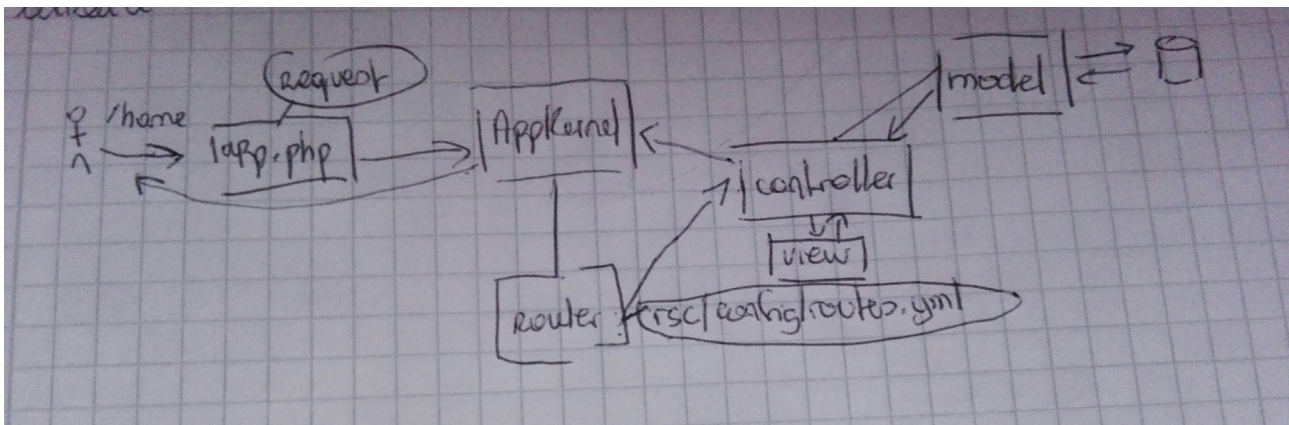 Request
/home
app.php
AppKernel
model
controller
view
Router
rsc/config/routes.yml